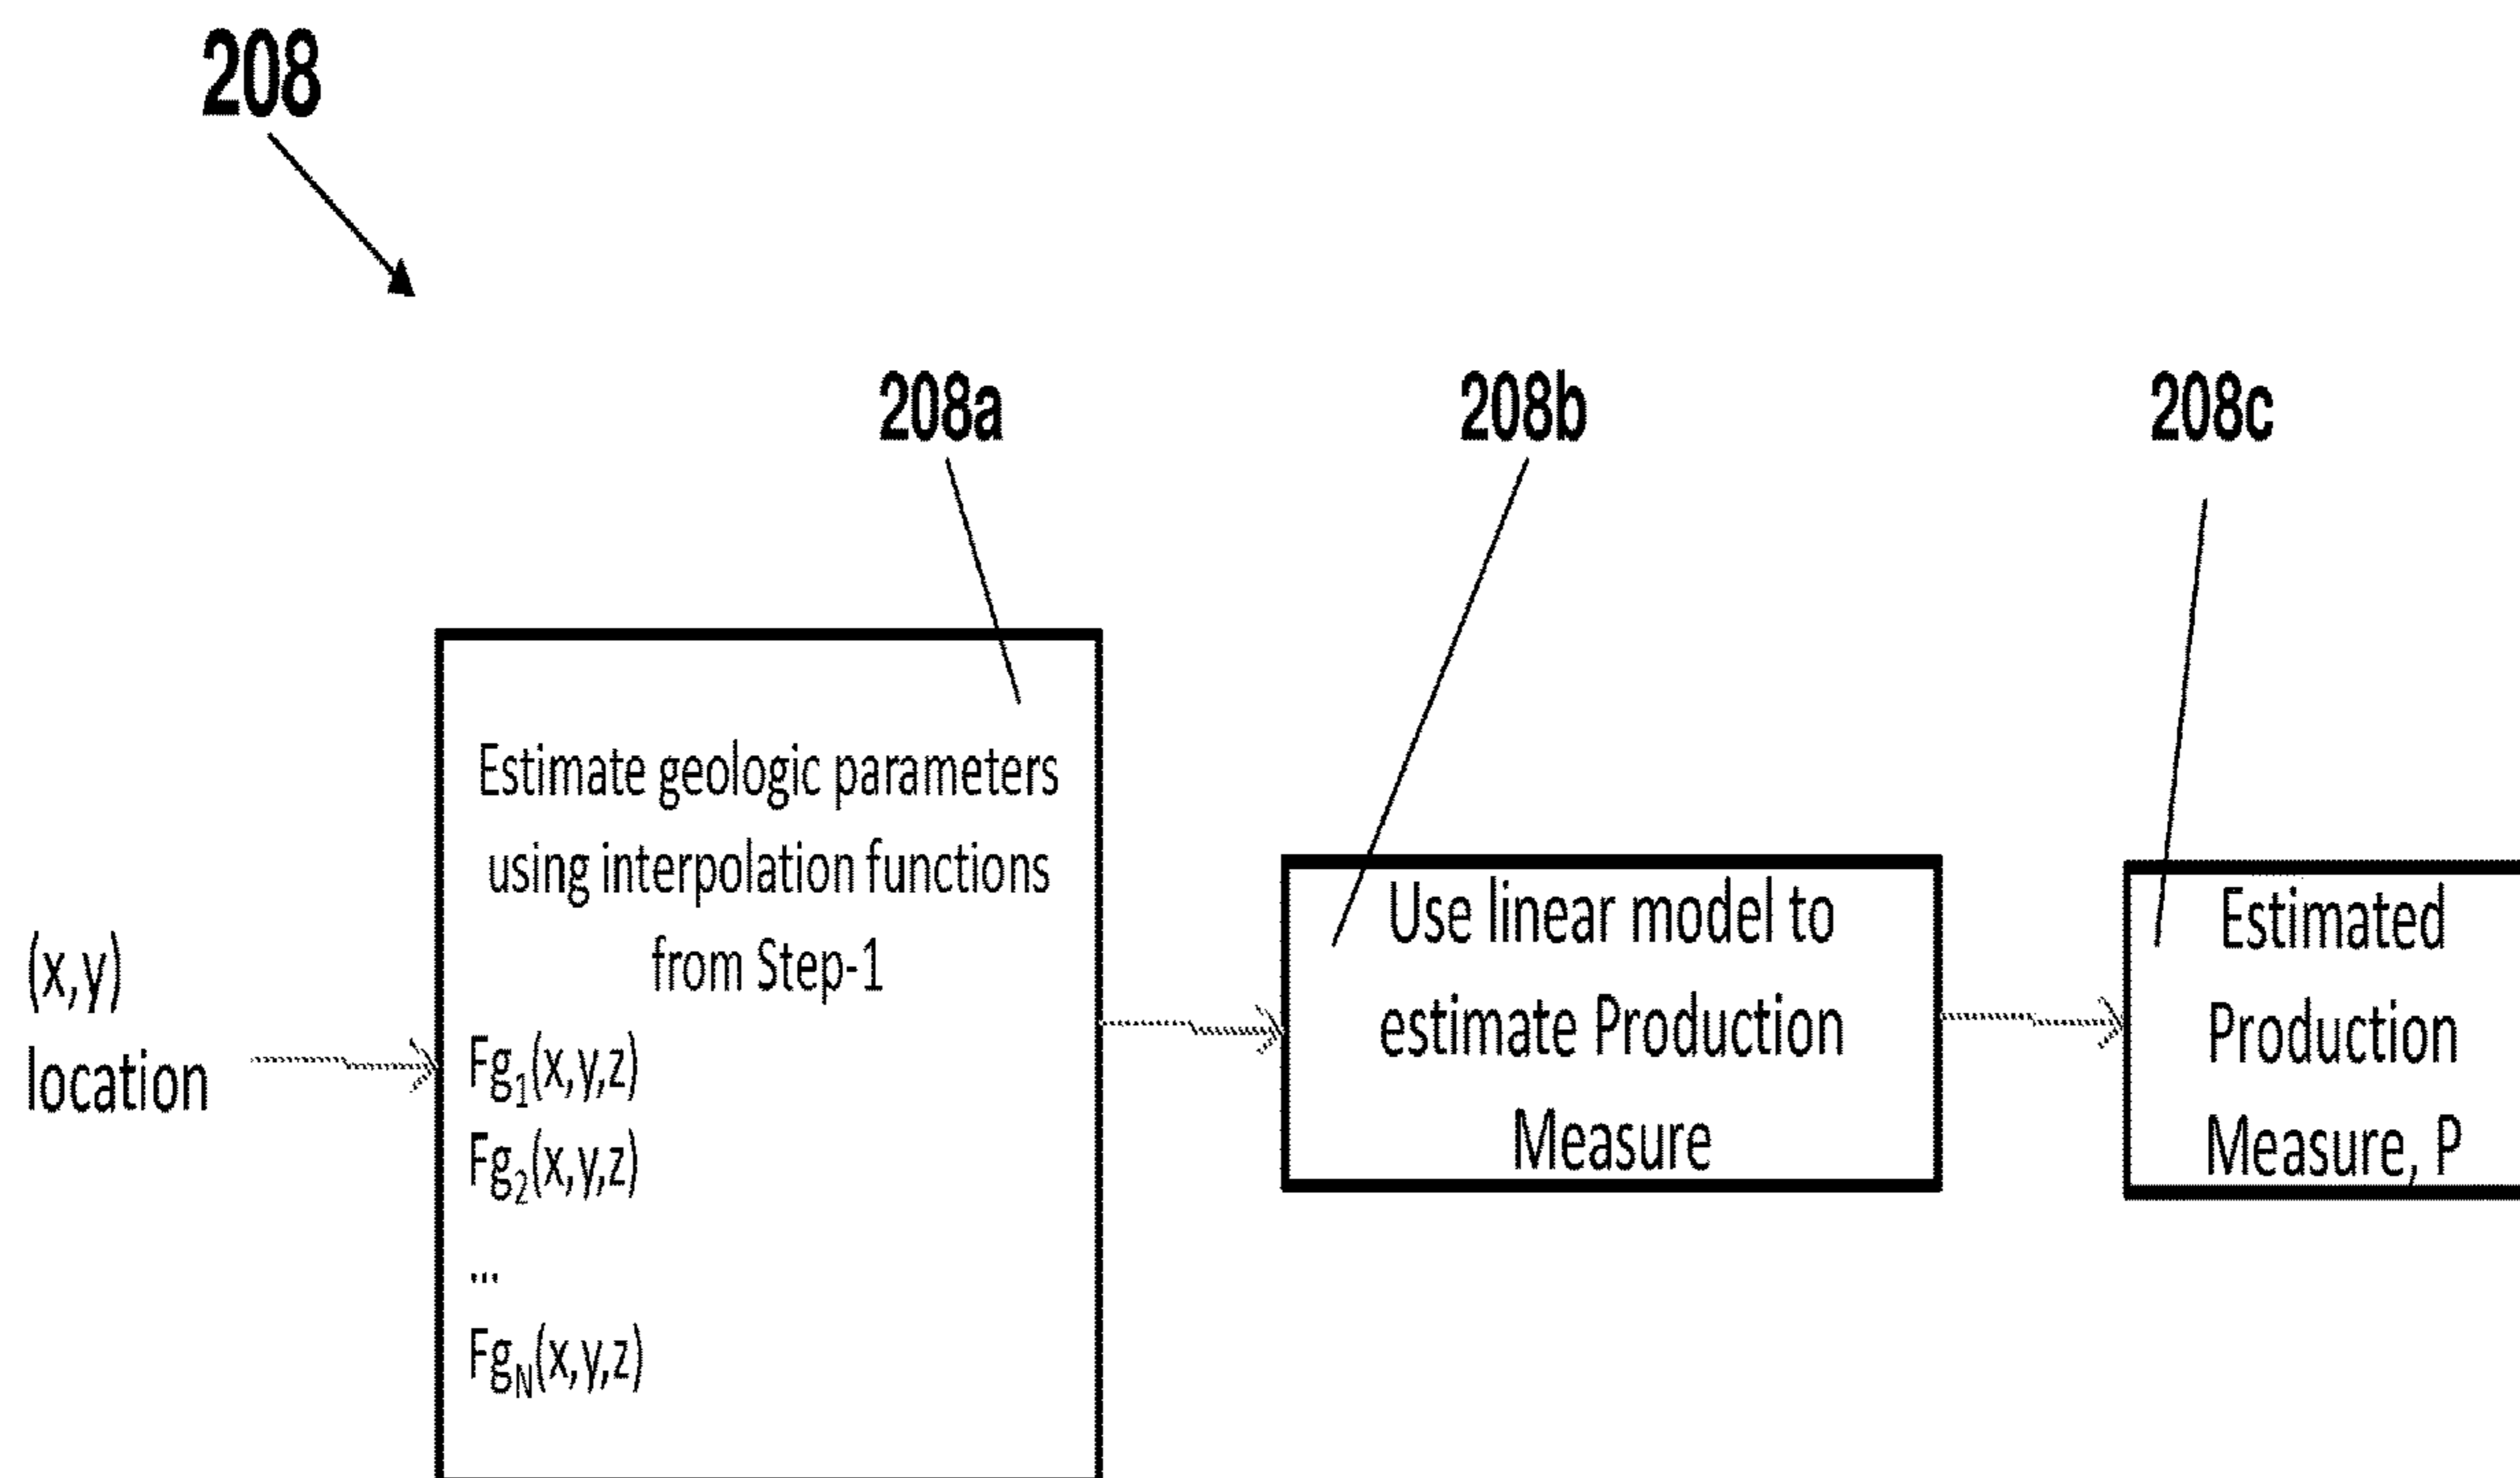 208
208a
208b
208c
(x,y)
location
Estimate geologic parameters
using interpolation functions
from Step-1
Fg₁(x,y,z)
Fg₂(x,y,z)
...
Fg_N(x,y,z)
Use linear model to
estimate Production
Measure
Estimated
Production
Measure, P